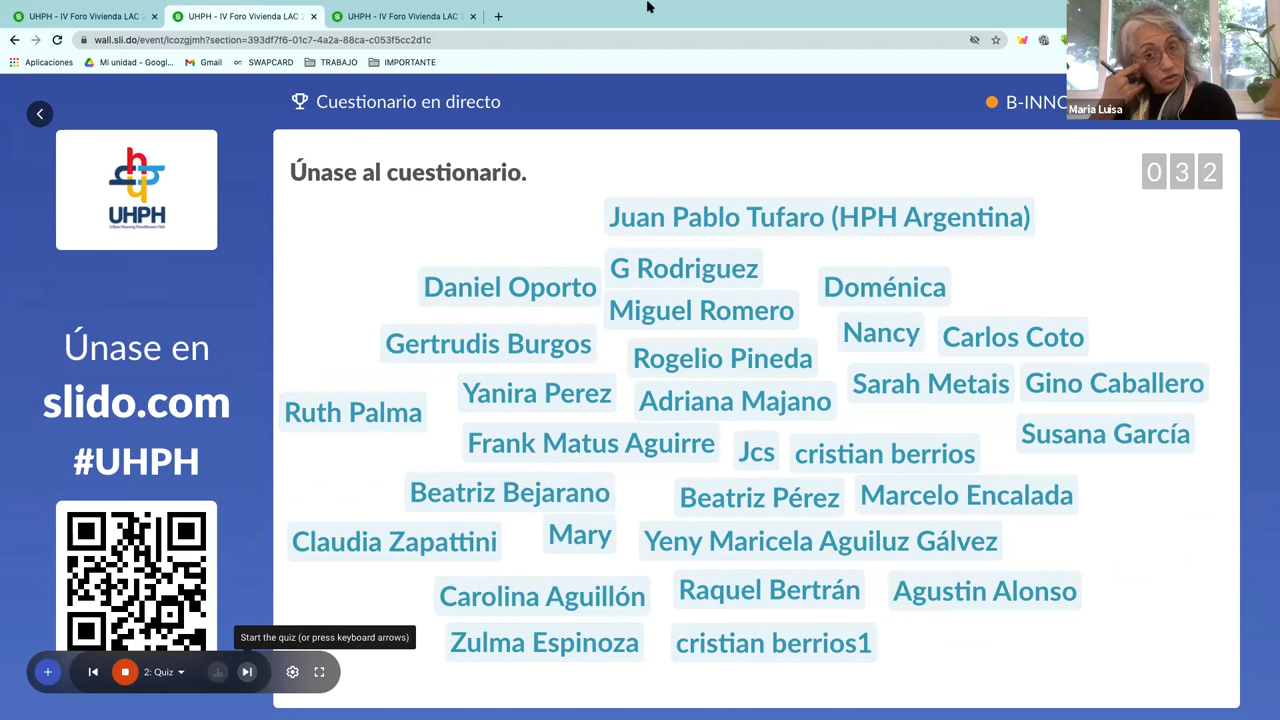 UHPH - IV Foro Vivienda LAC 2
UHPH - IV Foro Vivienda LAC 2
UHPH - IV Foro Vivienda LAC 2
wall.sli.do/event/lcozgjmh?section=393df7f6-01c7-4a2a-88ca-c053f5cc2d1c
Aplicaciones
Mi unidad - Googl...
Gmail
SWAPCARD
TRABAJO
IMPORTANTE
Maria Luisa
Cuestionario en directo
B-INNO
UHPH
Urban Housing Practitioners Hub
Únase en
slido.com
#UHPH
Únase al cuestionario.
032
Juan Pablo Tufaro (HPH Argentina)
G Rodriguez
Daniel Oporto
Doménica
Miguel Romero
Nancy
Carlos Coto
Gertrudis Burgos
Rogelio Pineda
Sarah Metais
Gino Caballero
Yanira Perez
Adriana Majano
Ruth Palma
Susana García
Frank Matus Aguirre
Jcs
cristian berrios
Beatriz Bejarano
Beatriz Pérez
Marcelo Encalada
Claudia Zapattini
Mary
Yeny Maricela Aguiluz Gálvez
Carolina Aguillón
Raquel Bertrán
Agustin Alonso
Zulma Espinoza
cristian berrios1
Start the quiz (or press keyboard arrows)
2: Quiz